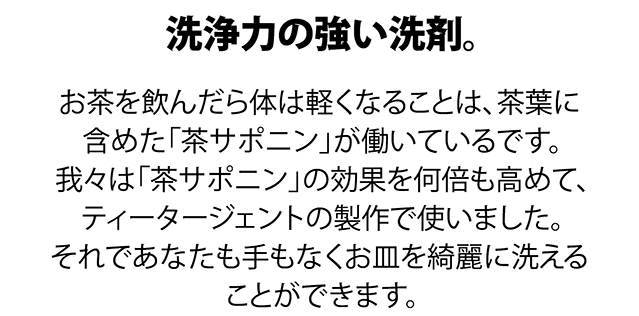 洗浄力の強い洗剤。
お茶を飲んだら体は軽くなることは、茶葉に
含めた「茶サポニン」が働いているです。
我々は「茶サポニン」の効果を何倍も高めて、
ティータージェントの製作で使いました。
それであなたも手もなくお皿を綺麗に洗える
ことができます。